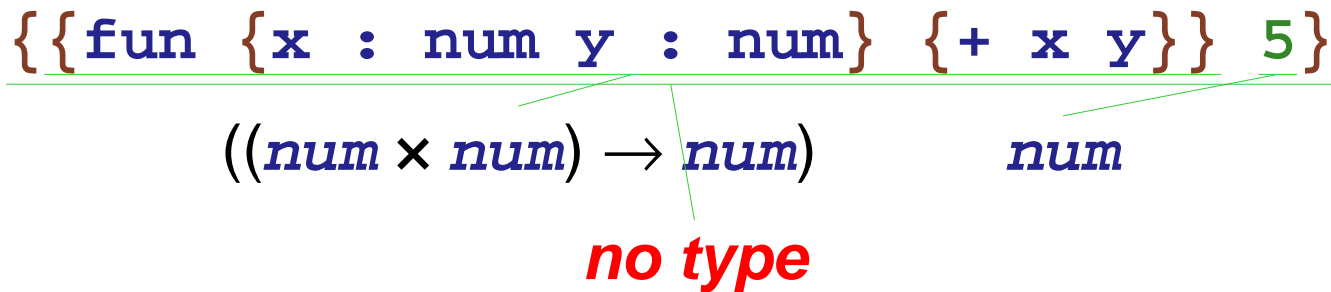 {{fun {x : num y : num} {+ x y}} 5}
((num × num) → num) num
no type